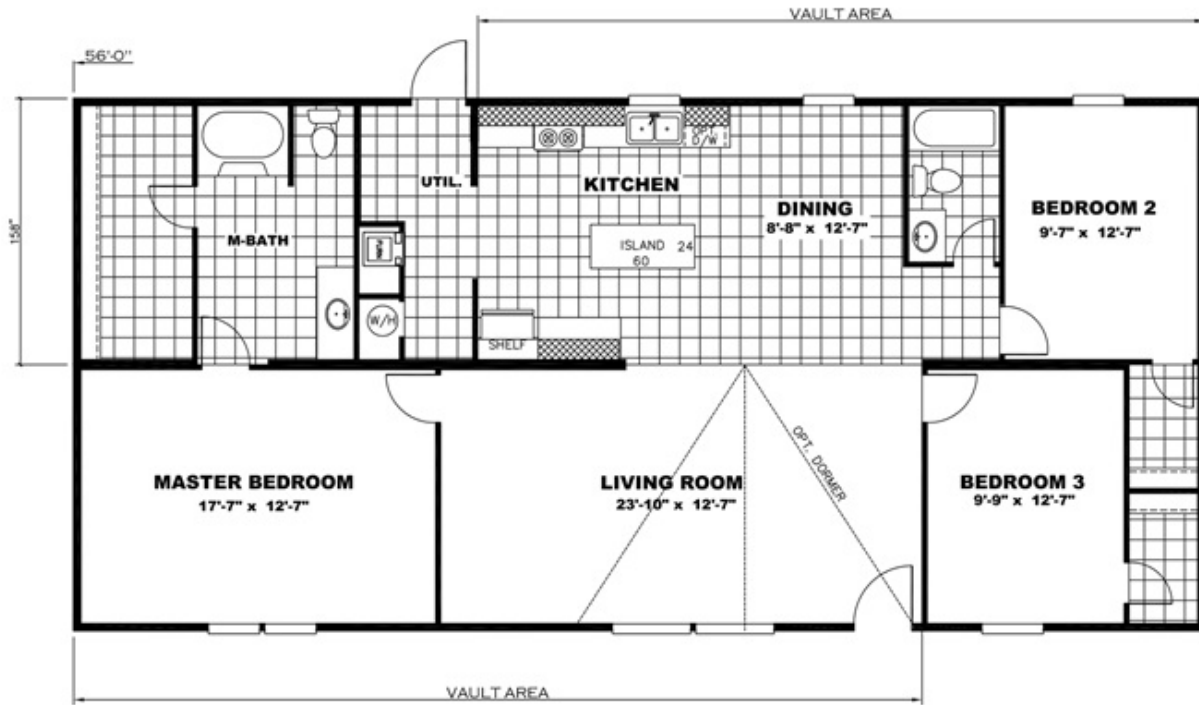 VAULT AREA
56'-0"
158"
UTIL.
KITCHEN
OPT.
D/W
DINING
8'-8" x 12'-7"
BEDROOM 2
9'-7" x 12'-7"
M-BATH
FURN.
ISLAND 24
60
W/H
SHELF
MASTER BEDROOM
17'-7" x 12'-7"
LIVING ROOM
23'-10" x 12'-7"
OPT. DORMER
BEDROOM 3
9'-9" x 12'-7"
VAULT AREA